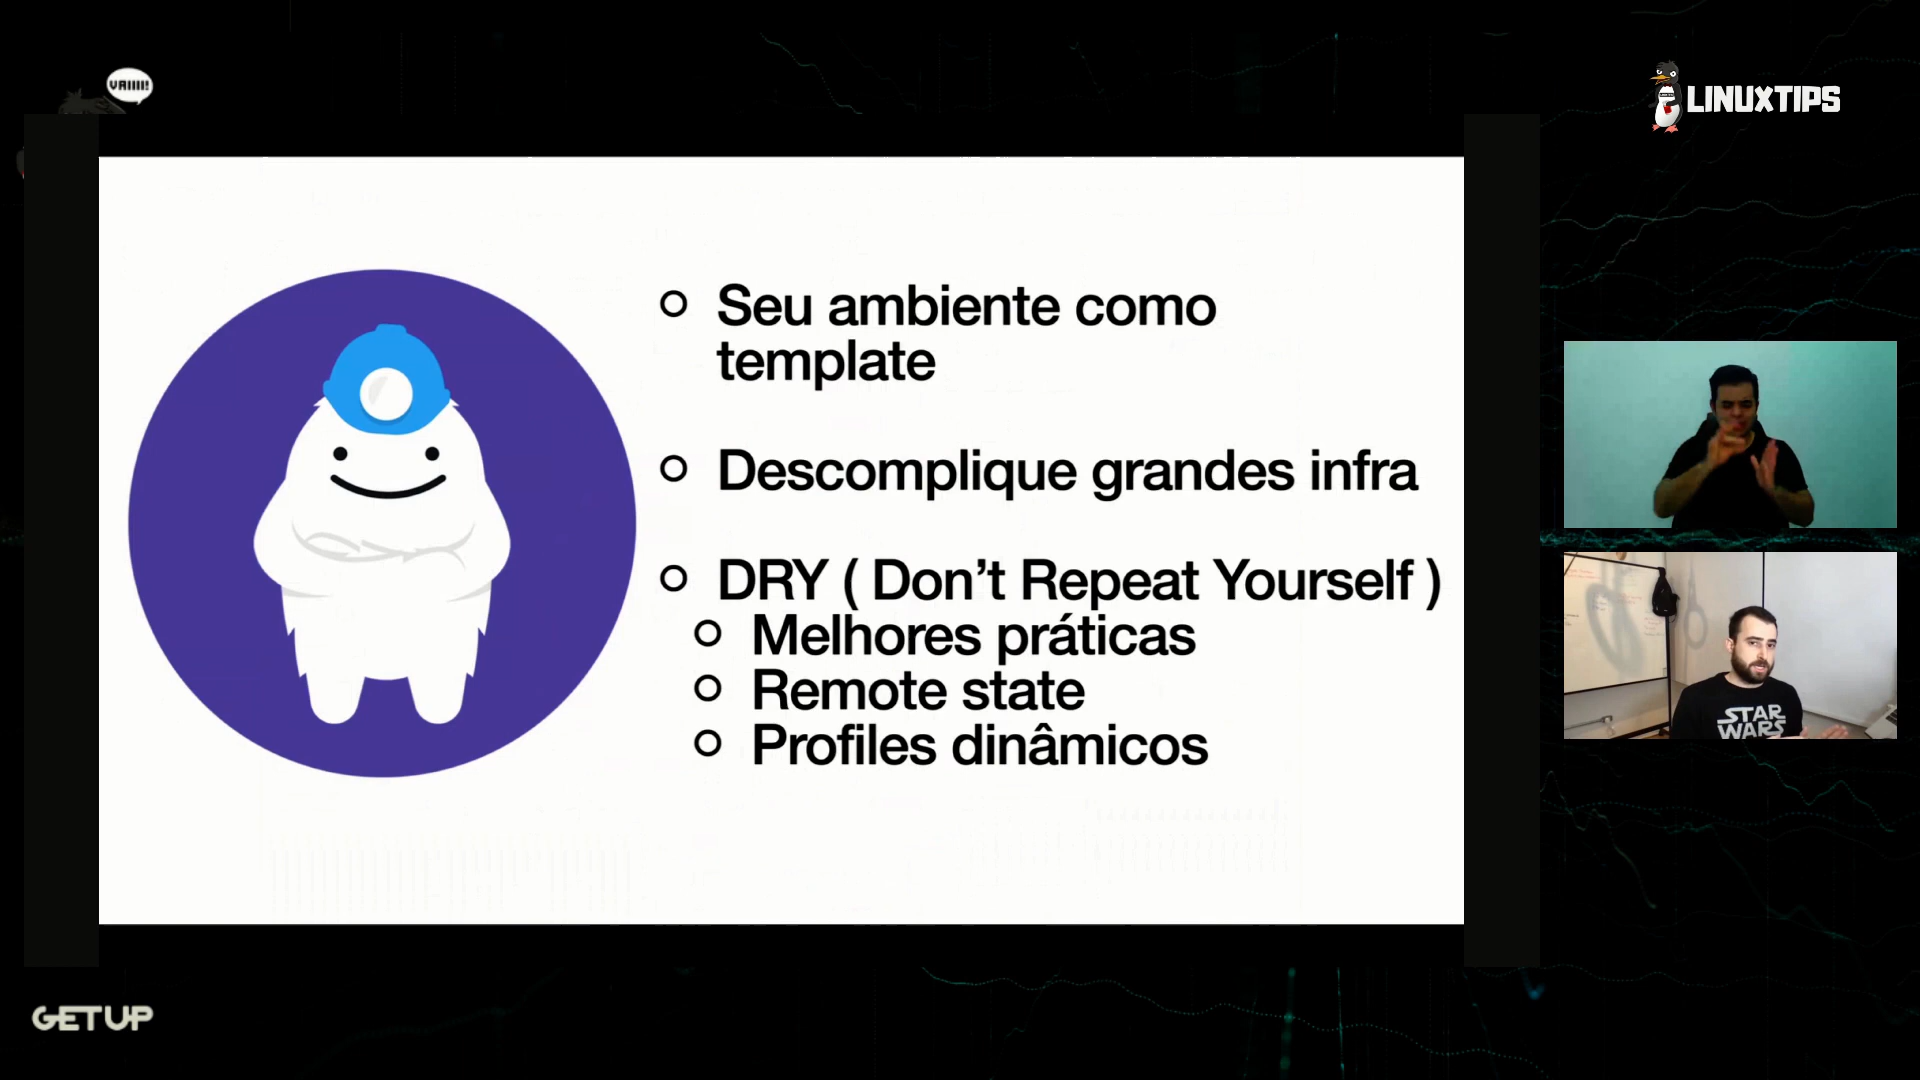 VAIIII!
LINUXTIPS
Seu ambiente como
template
Descomplique grandes infra
DRY ( Don’t Repeat Yourself )
Melhores práticas
Remote state
Profiles dinâmicos
STAR
WARS
GETUP